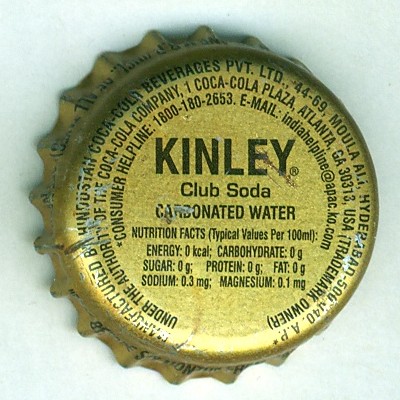 MANUFACTURED BY HINDUSTAN COCA-COLA BEVERAGES PVT. LTD., 44-69, MOULA ALI, HYDERABAD-500 040. A.P.*
UNDER THE AUTHORITY OF THE COCA-COLA COMPANY, 1 COCA-COLA PLAZA, ATLANTA, GA 30313, USA (TRADEMARK OWNER)
*CONSUMER HELPLINE: 1800-180-2653. E-MAIL: indiahelpline@apac.ko.com
KINLEY®
Club Soda
CARBONATED WATER
NUTRITION FACTS (Typical Values Per 100ml):
ENERGY: 0 kcal; CARBOHYDRATE: 0 g
SUGAR: 0 g; PROTEIN: 0 g; FAT: 0 g
SODIUM: 0.3 mg; MAGNESIUM: 0.1 mg